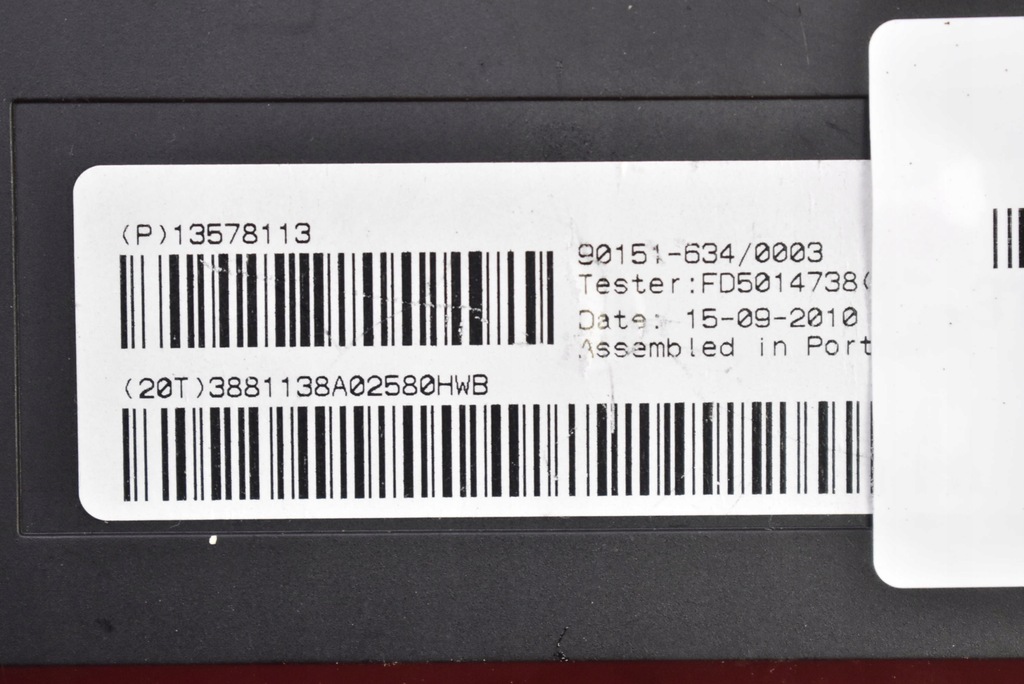 (P)13578113
90151-634/0003
Tester:FD5014738
Date: 15-09-2010
Assembled in Port
(20T)3881138A02580HWB